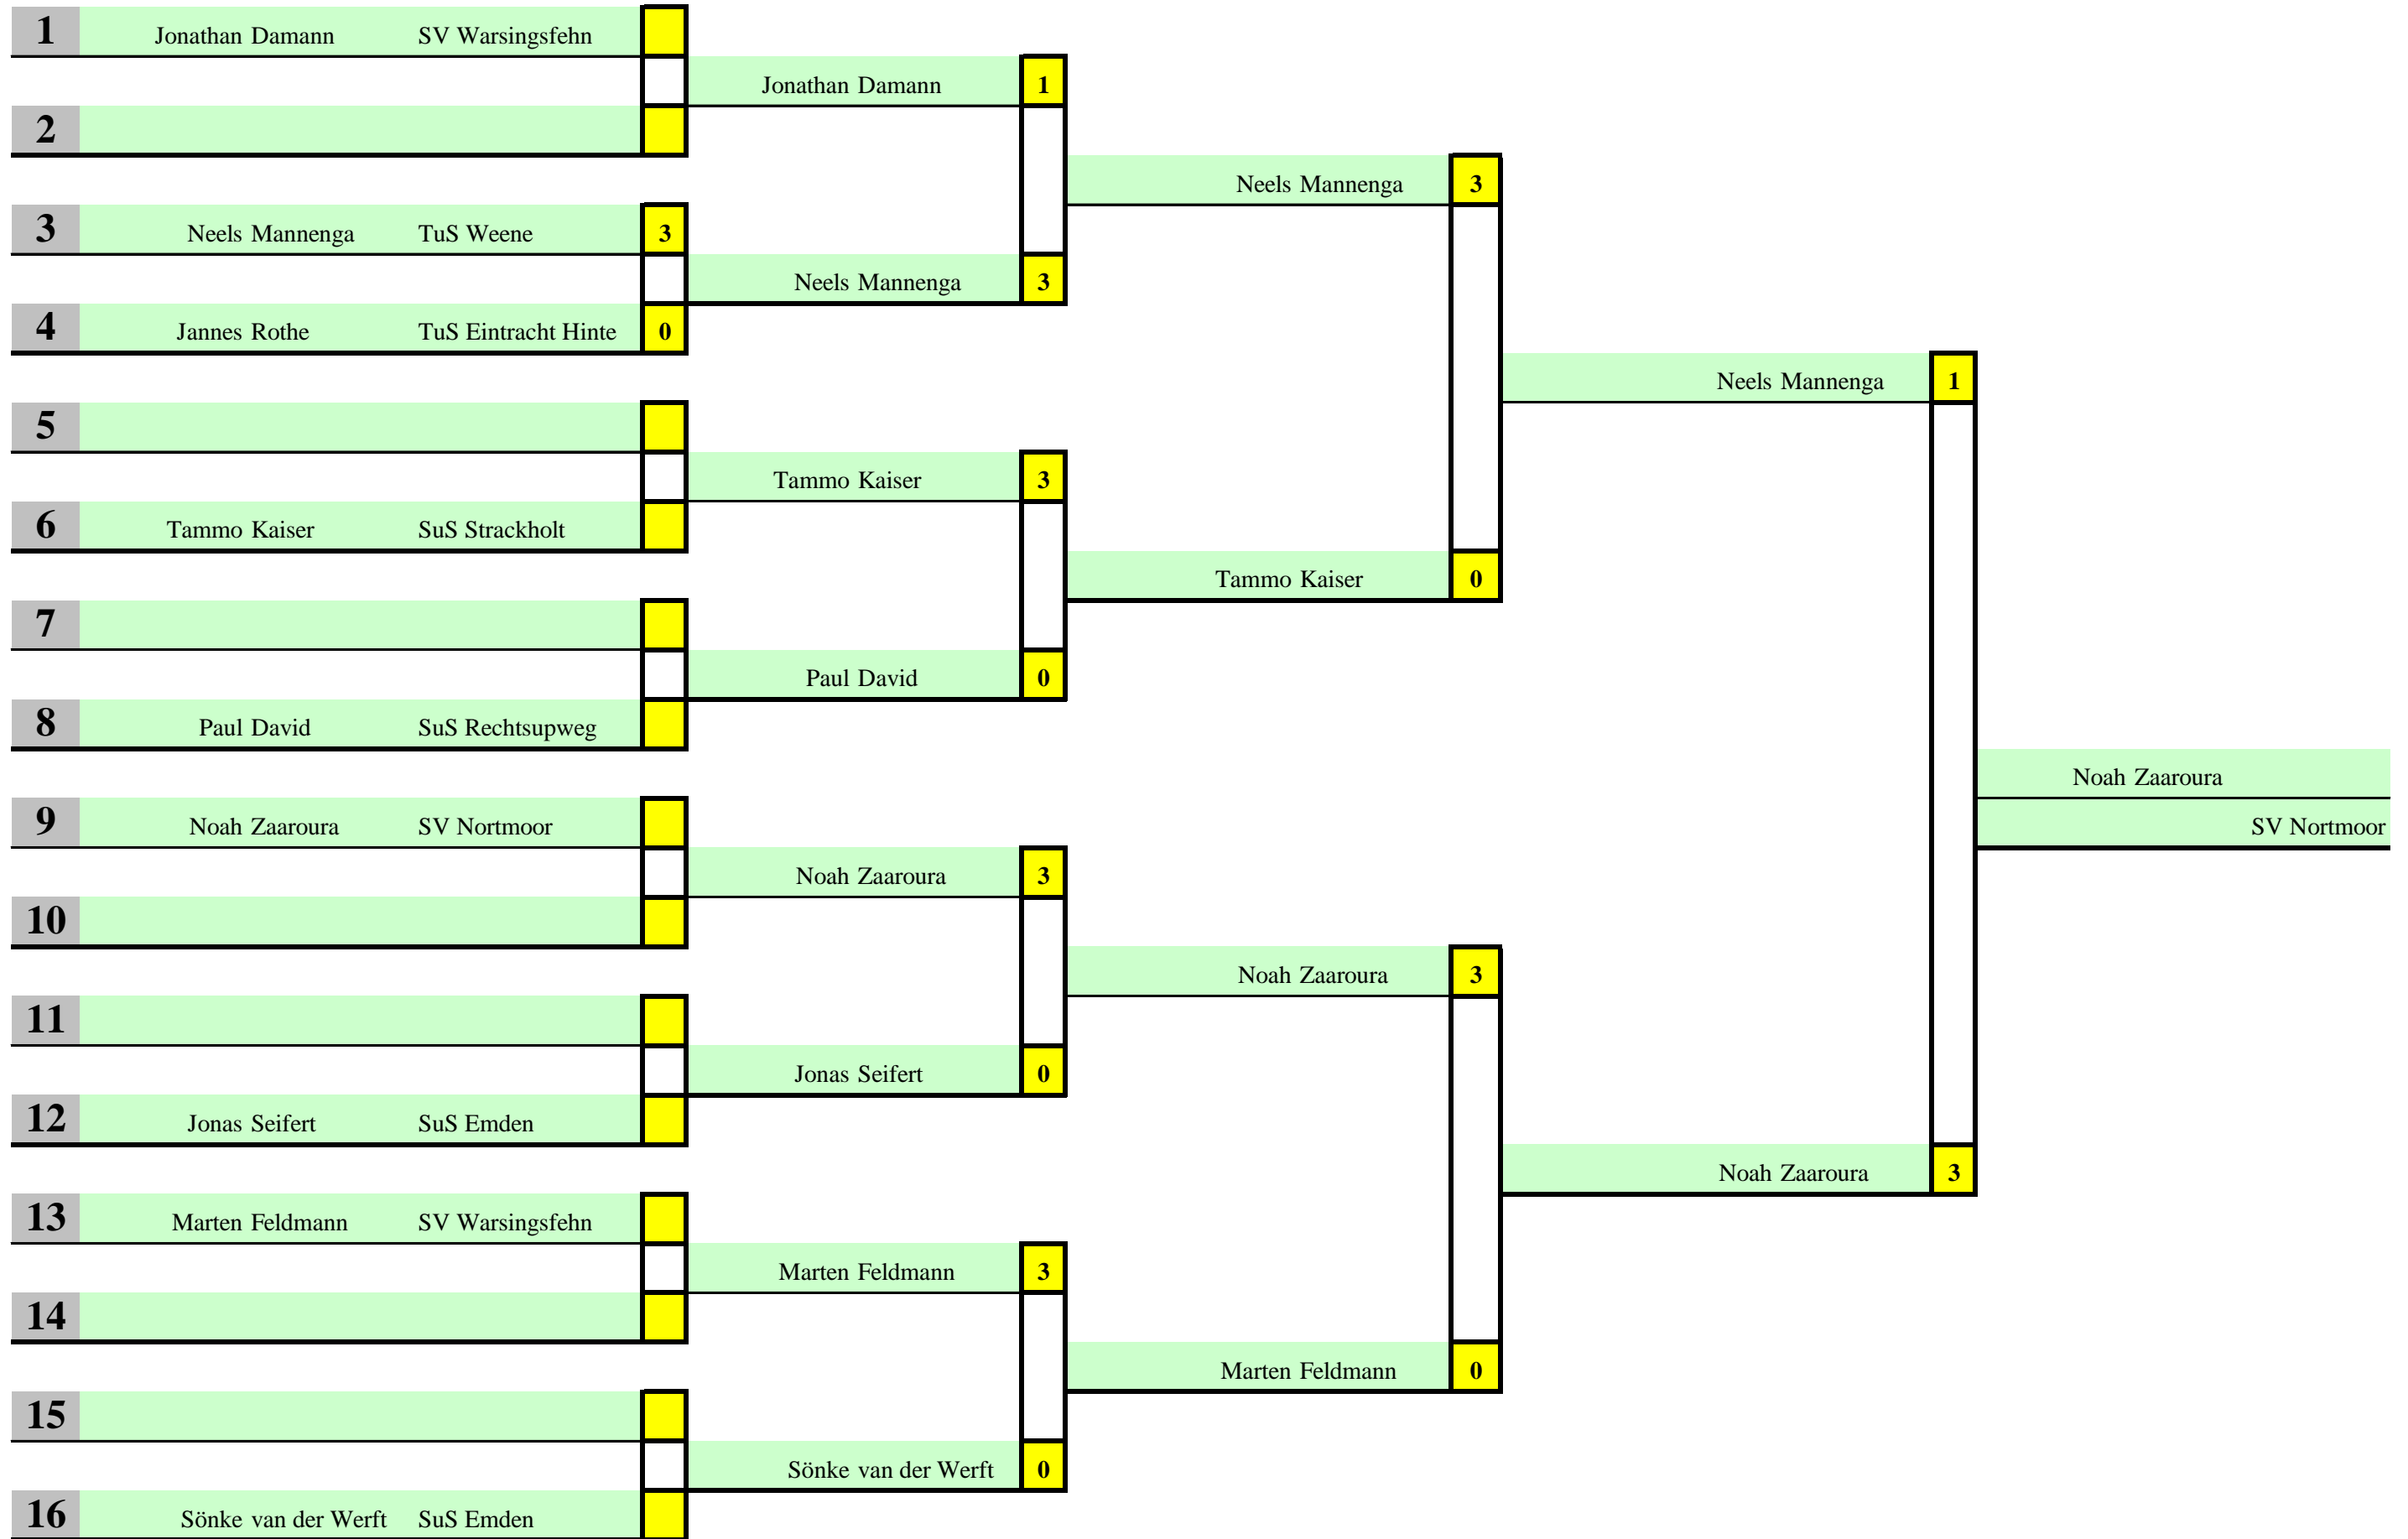 1 Jonathan Damann SV Warsingsfehn
Jonathan Damann 1
2
Neels Mannenga 3
3 Neels Mannenga TuS Weene 3
Neels Mannenga 3
4 Jannes Rothe TuS Eintracht Hinte 0
Neels Mannenga 1
5
Tammo Kaiser 3
6 Tammo Kaiser SuS Strackholt
Tammo Kaiser 0
7
Paul David 0
8 Paul David SuS Rechtsupweg
Noah Zaaroura
9 Noah Zaaroura SV Nortmoor
SV Nortmoor
Noah Zaaroura 3
10
Noah Zaaroura 3
11
Jonas Seifert 0
12 Jonas Seifert SuS Emden
Noah Zaaroura 3
13 Marten Feldmann SV Warsingsfehn
Marten Feldmann 3
14
Marten Feldmann 0
15
Sönke van der Werft 0
16 Sönke van der Werft SuS Emden